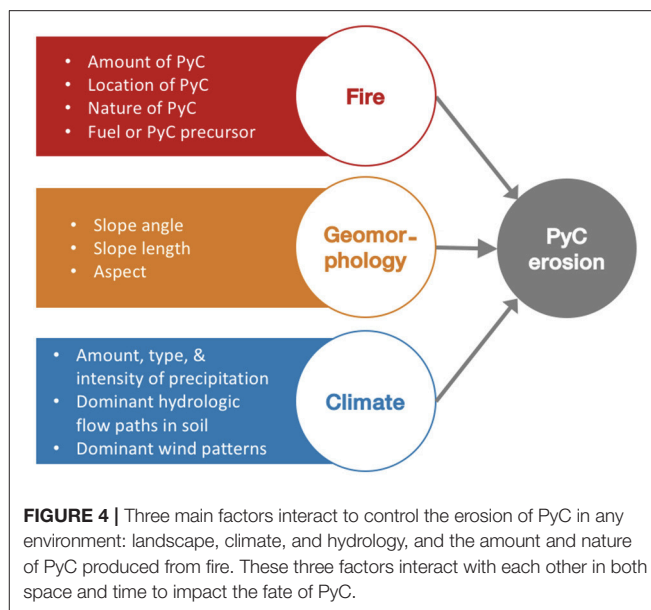 • Amount of PyC
• Location of PyC
• Nature of PyC
• Fuel or PyC precursor
Fire
• Slope angle
• Slope length
• Aspect
Geomor-
phology
PyC
erosion
• Amount, type, &
intensity of precipitation
• Dominant hydrologic
flow paths in soil
• Dominant wind patterns
Climate
FIGURE 4 | Three main factors interact to control the erosion of PyC in any
environment: landscape, climate, and hydrology, and the amount and nature
of PyC produced from fire. These three factors interact with each other in both
space and time to impact the fate of PyC.